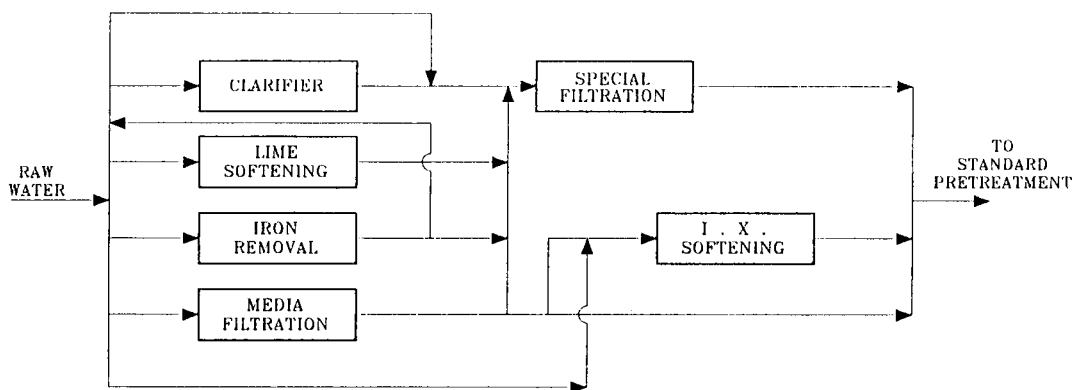 CLARIFIER
SPECIAL
FILTRATION
LIME
SOFTENING
RAW
WATER
TO
STANDARD
PRETREATMENT
IRON
REMOVAL
I . X .
SOFTENING
MEDIA
FILTRATION